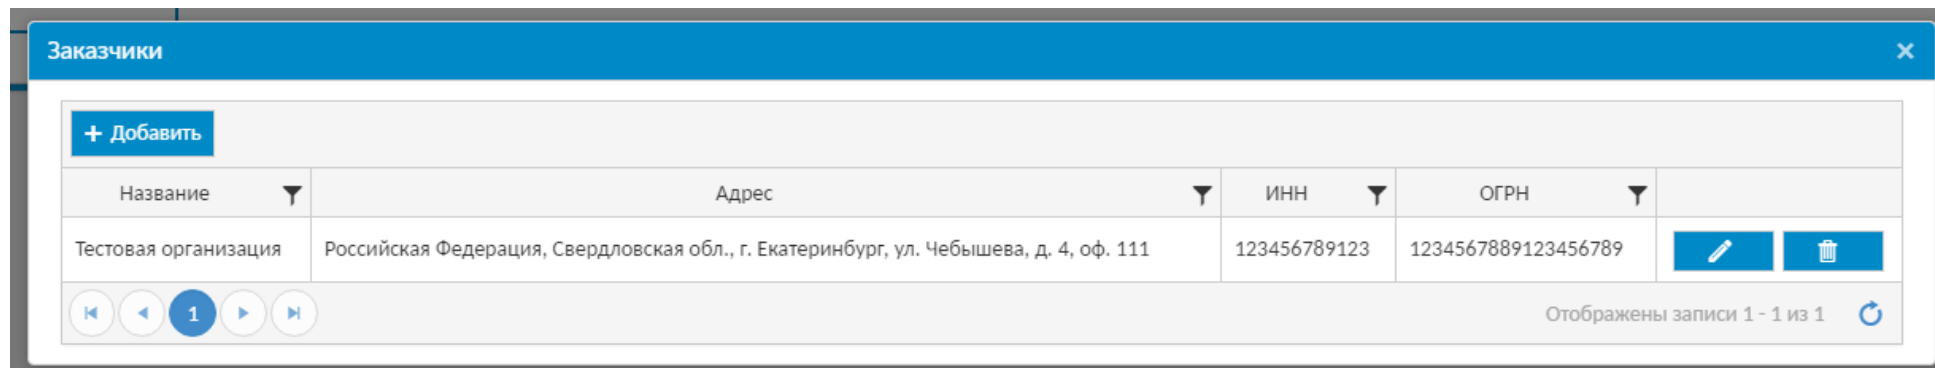 Заказчики
+ Добавить
Название Адрес ИНН ОГРН
Тестовая организация Российская Федерация, Свердловская обл., г. Екатеринбург, ул. Чебышева, д. 4, оф. 111 123456789123 1234567889123456789
1 Отображены записи 1 - 1 из 1